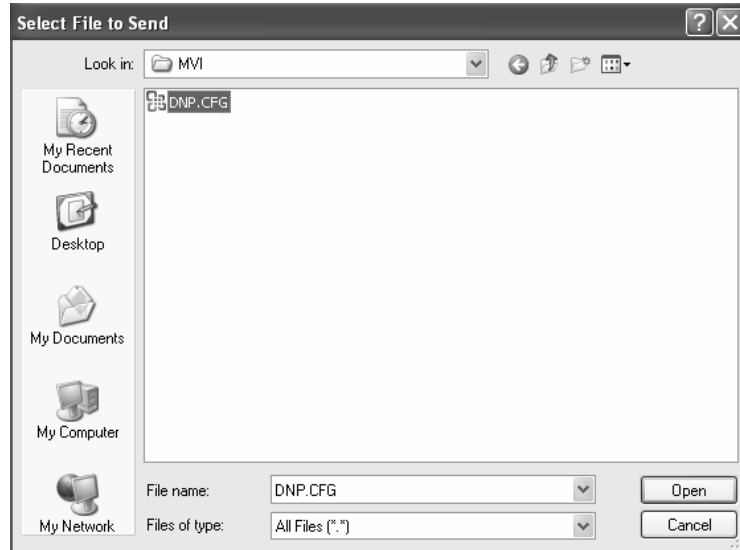 Select File to Send
Look in: MVI
DNP.CFG
My Recent
Documents
Desktop
My Documents
My Computer
My Network
File name: DNP.CFG Open
Files of type: All Files (*.*) Cancel